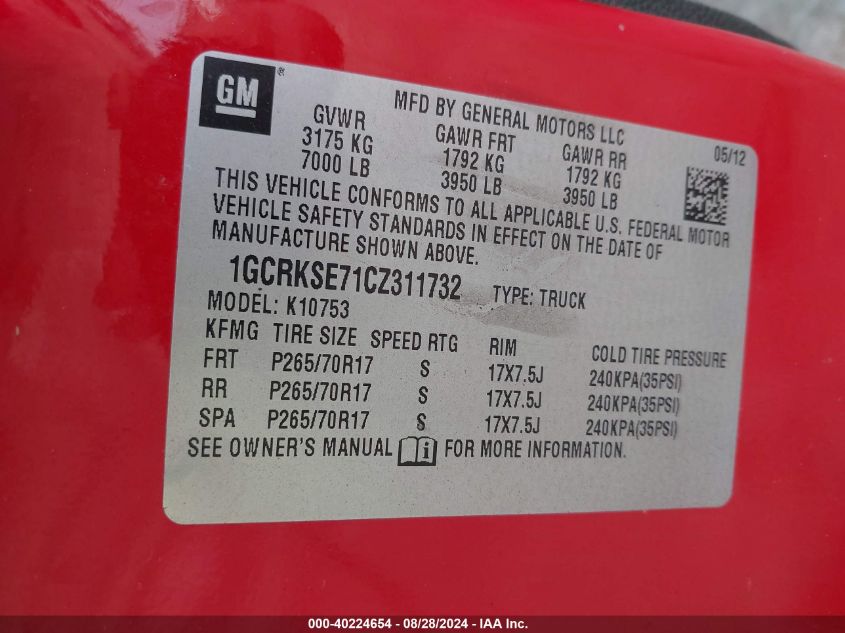 GM®
MFD BY GENERAL MOTORS LLC
05/12
GVWR GAWR FRT GAWR RR
3175 KG 1792 KG 1792 KG
7000 LB 3950 LB 3950 LB
THIS VEHICLE CONFORMS TO ALL APPLICABLE U.S. FEDERAL MOTOR
VEHICLE SAFETY STANDARDS IN EFFECT ON THE DATE OF
MANUFACTURE SHOWN ABOVE.
1GCRKSE71CZ311732 TYPE: TRUCK
MODEL: K10753
KFMG TIRE SIZE SPEED RTG RIM COLD TIRE PRESSURE
FRT P265/70R17 S 17X7.5J 240KPA(35PSI)
RR P265/70R17 S 17X7.5J 240KPA(35PSI)
SPA P265/70R17 S 17X7.5J 240KPA(35PSI)
SEE OWNER'S MANUAL i FOR MORE INFORMATION.
000-40224654 - 08/28/2024 - IAA Inc.